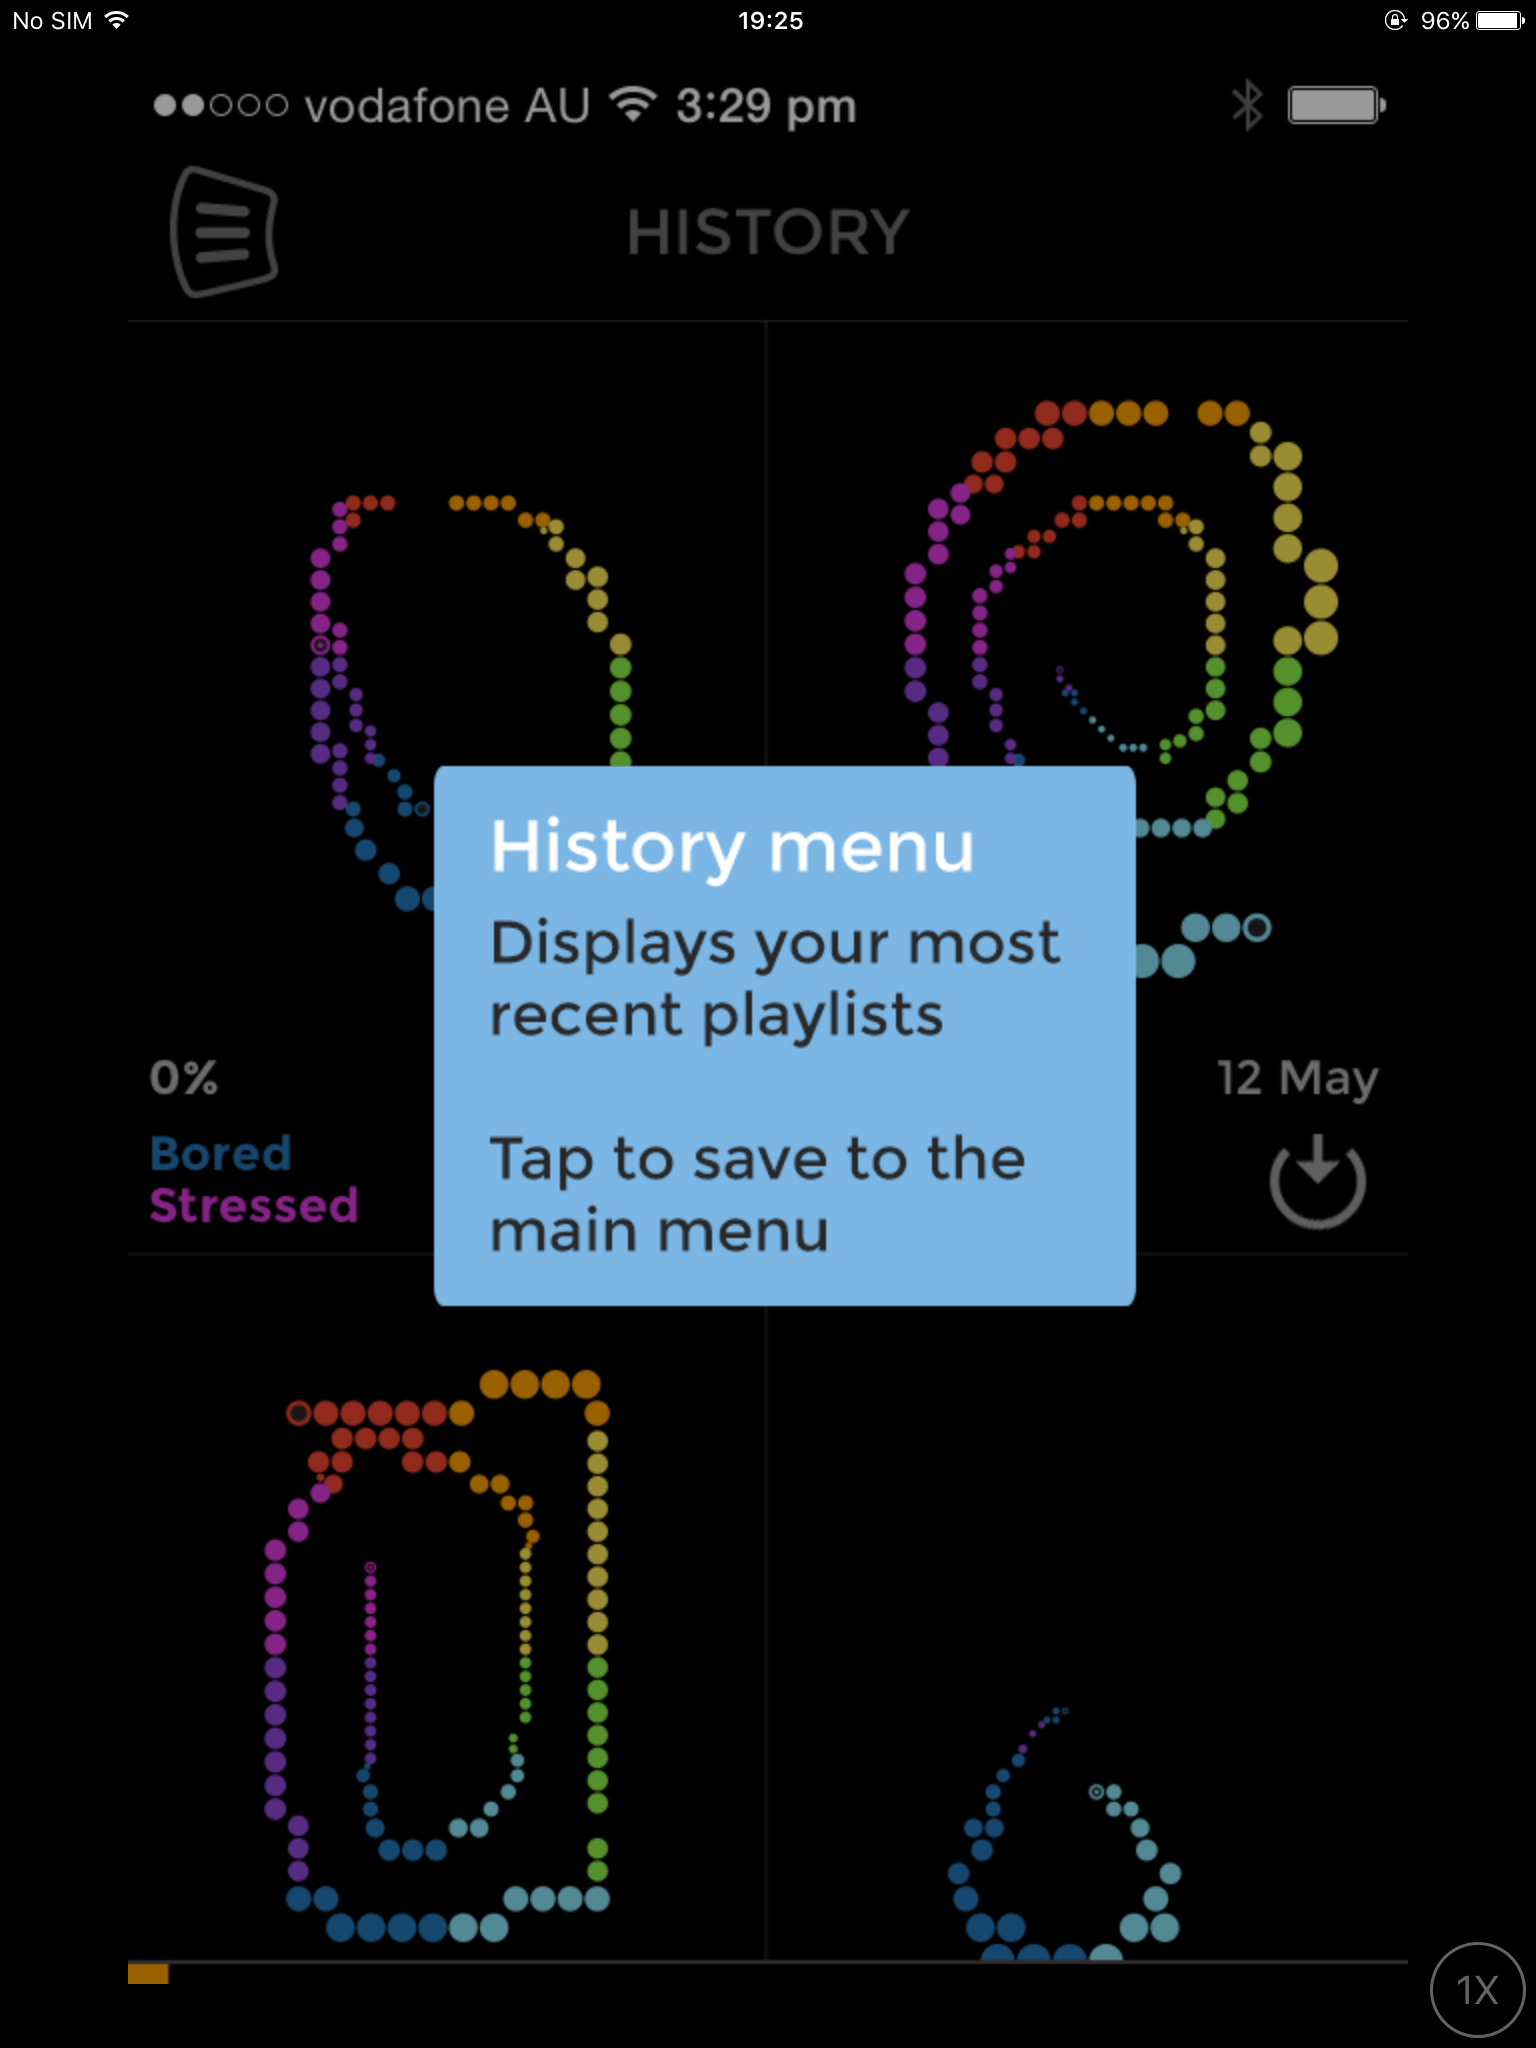 No SIM 19:25 96%
vodafone AU 3:29 pm
HISTORY
History menu
Displays your most
recent playlists
Tap to save to the
main menu
0%
12 May
Bored
Stressed
1X